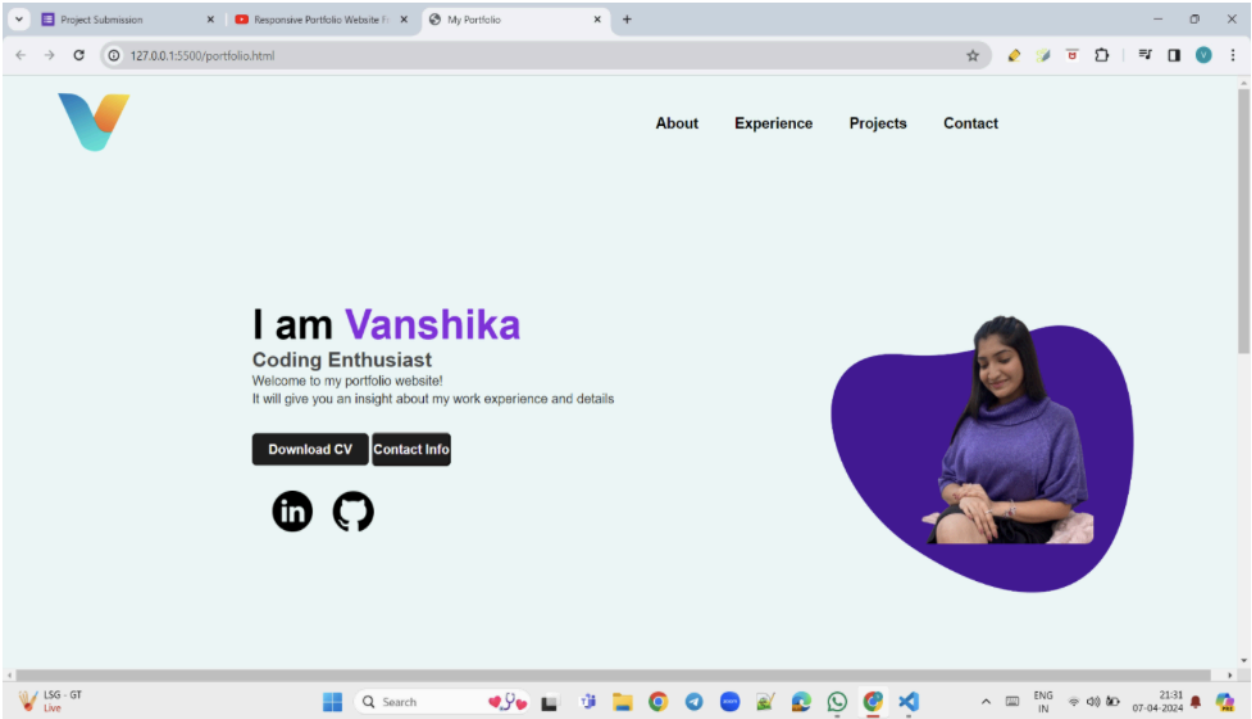 Project Submission
Responsive Portfolio Website F
My Portfolio
127.0.0.1:5500/portfolio.html
V
About Experience Projects Contact
I am Vanshika
Coding Enthusiast
Welcome to my portfolio website!
It will give you an insight about my work experience and details
Download CV Contact Info
in
LSG - GT
Live
Search
ENG
IN
21:31
07-04-2024